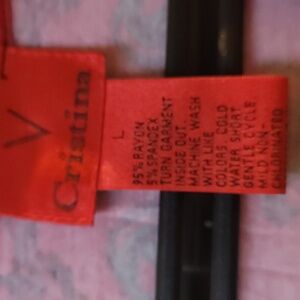 V
Cristina
L
95% RAYON
5% SPANDEX
TURN GARMENT
INSIDE OUT
MACHINE WASH
WITH LIKE
COLORS COLD
WATER SHORT
GENTLE CYCLE
MILD NON
CHLORINATED